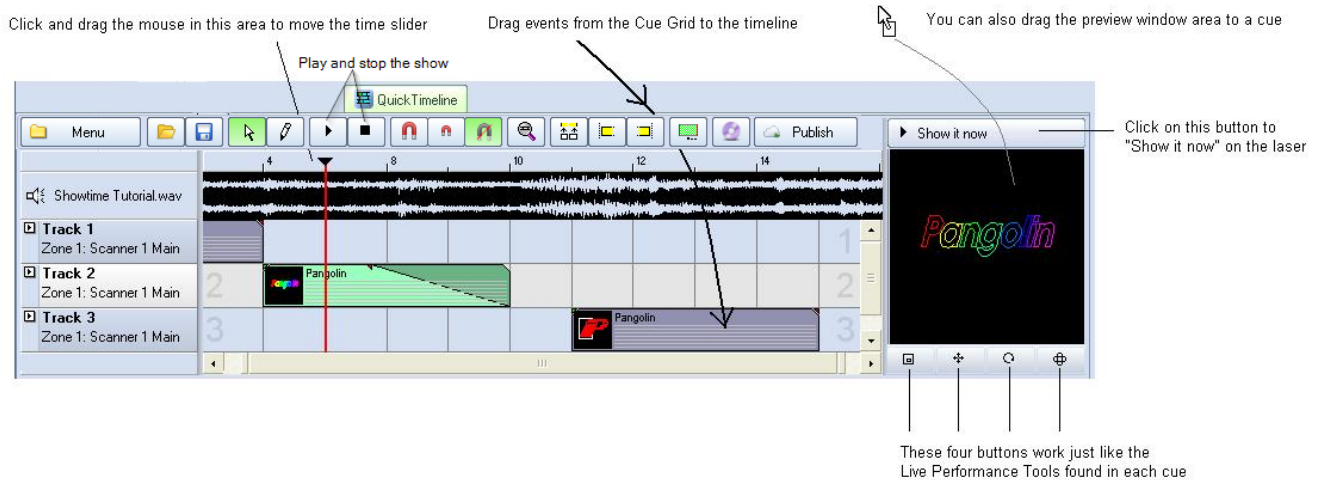 Click and drag the mouse in this area to move the time slider
Drag events from the Cue Grid to the timeline
You can also drag the preview window area to a cue
Play and stop the show
QuickTimeline
Menu
Publish
Show it now
Click on this button to
"Show it now" on the laser
4
8
10
12
14
Showtime Tutorial.wav
Pangolin
Track 1
Zone 1: Scanner 1 Main
1
Track 2
Zone 1: Scanner 1 Main
2
Pangolin
Pangolin
2
Track 3
Zone 1: Scanner 1 Main
3
P
Pangolin
3
These four buttons work just like the
Live Performance Tools found in each cue